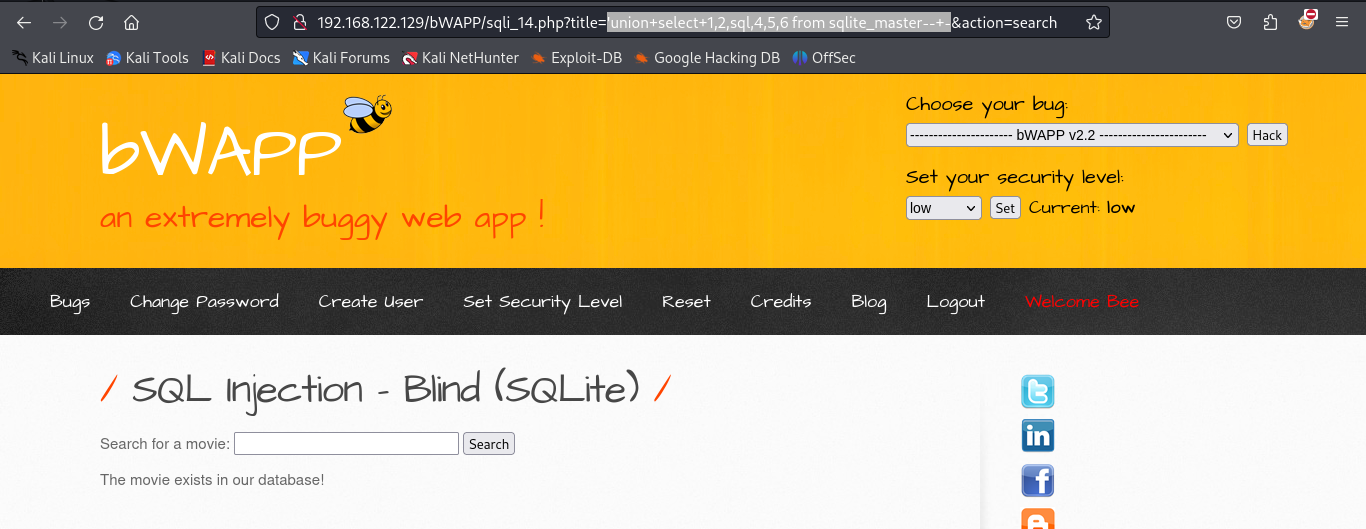 192.168.122.129/bWAPP/sqli_14.php?title='union+select+1,2,sql,4,5,6 from sqlite_master--+-&action=search
Kali Linux Kali Tools Kali Docs Kali Forums Kali NetHunter Exploit-DB Google Hacking DB OffSec
bWAPP
an extremely buggy web app !
Choose your bug:
---------------------- bWAPP v2.2 ----------------------- Hack
Set your security level:
low Set Current: low
Bugs Change Password Create User Set Security Level Reset Credits Blog Logout Welcome Bee
/ SQL Injection - Blind (SQLite) /
Search for a movie: Search
The movie exists in our database!